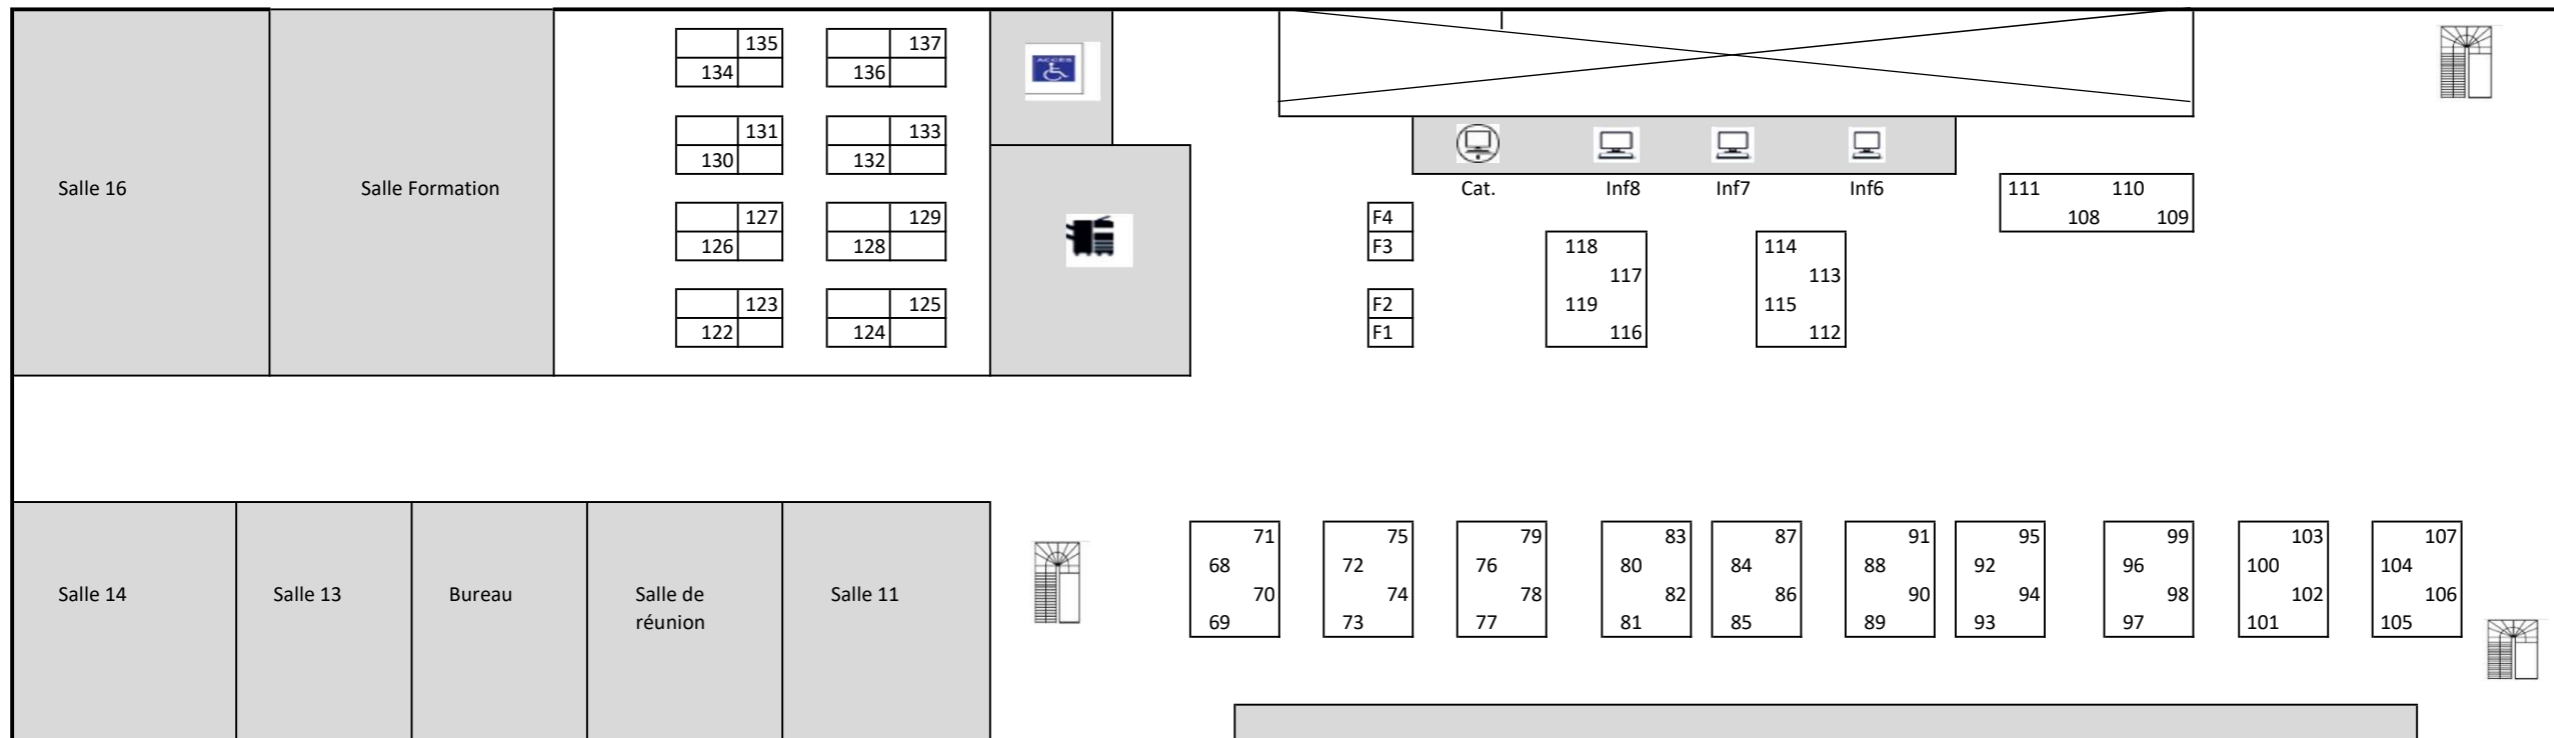 135 137
134 136
ACCES
131 133
130 132
Salle 16 Salle Formation
Cat. Inf8 Inf7 Inf6
111 110
127 129
F4
108 109
126 128
F3
118 114
117 113
123 125
F2
119 115
122 124
F1
116 112
71 75 79 83 87 91 95 99 103 107
68 72 76 80 84 88 92 96 100 104
Salle 14 Salle 13 Bureau Salle de Salle 11
réunion
70 74 78 82 86 90 94 98 102 106
69 73 77 81 85 89 93 97 101 105